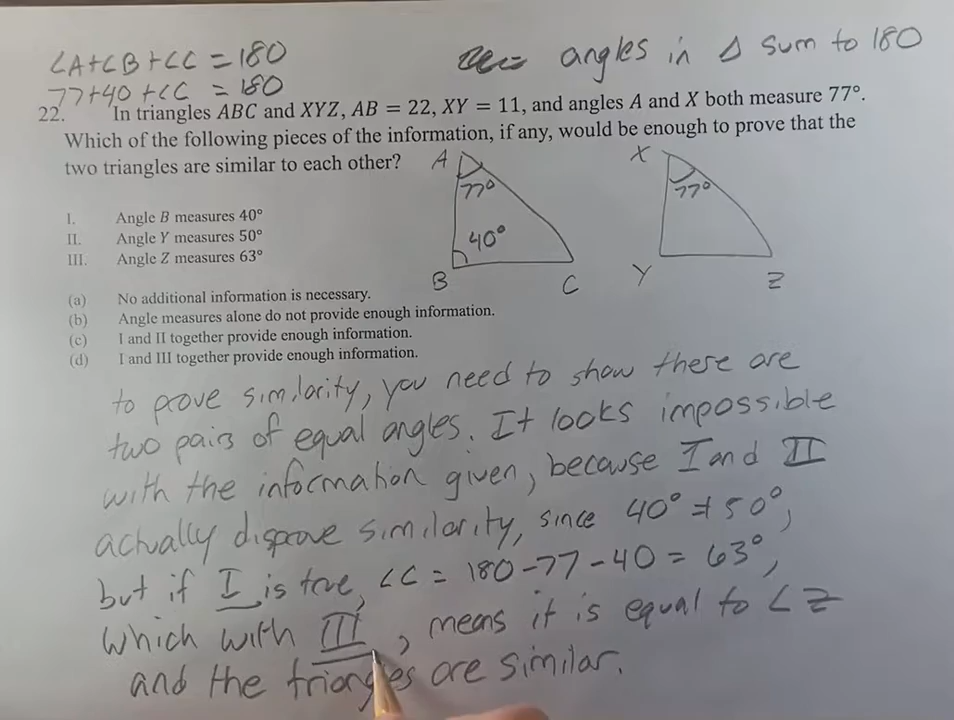 ∠A+∠B+∠C = 180
77+40+∠C = 180
angles in Δ sum to 180
22. In triangles ABC and XYZ, AB = 22, XY = 11, and angles A and X both measure 77°.
Which of the following pieces of the information, if any, would be enough to prove that the
two triangles are similar to each other?
A
77°
40°
B
C
X
77°
Y
Z
I. Angle B measures 40°
II. Angle Y measures 50°
III. Angle Z measures 63°
(a) No additional information is necessary.
(b) Angle measures alone do not provide enough information.
(c) I and II together provide enough information.
(d) I and III together provide enough information.
to prove similarity, you need to show there are
two pairs of equal angles. It looks impossible
with the information given, because I and II
actually disprove similarity, since 40° ≠ 50°,
but if I is true, ∠C = 180-77-40 = 63°,
which with III, means it is equal to ∠Z
and the triangles are similar.